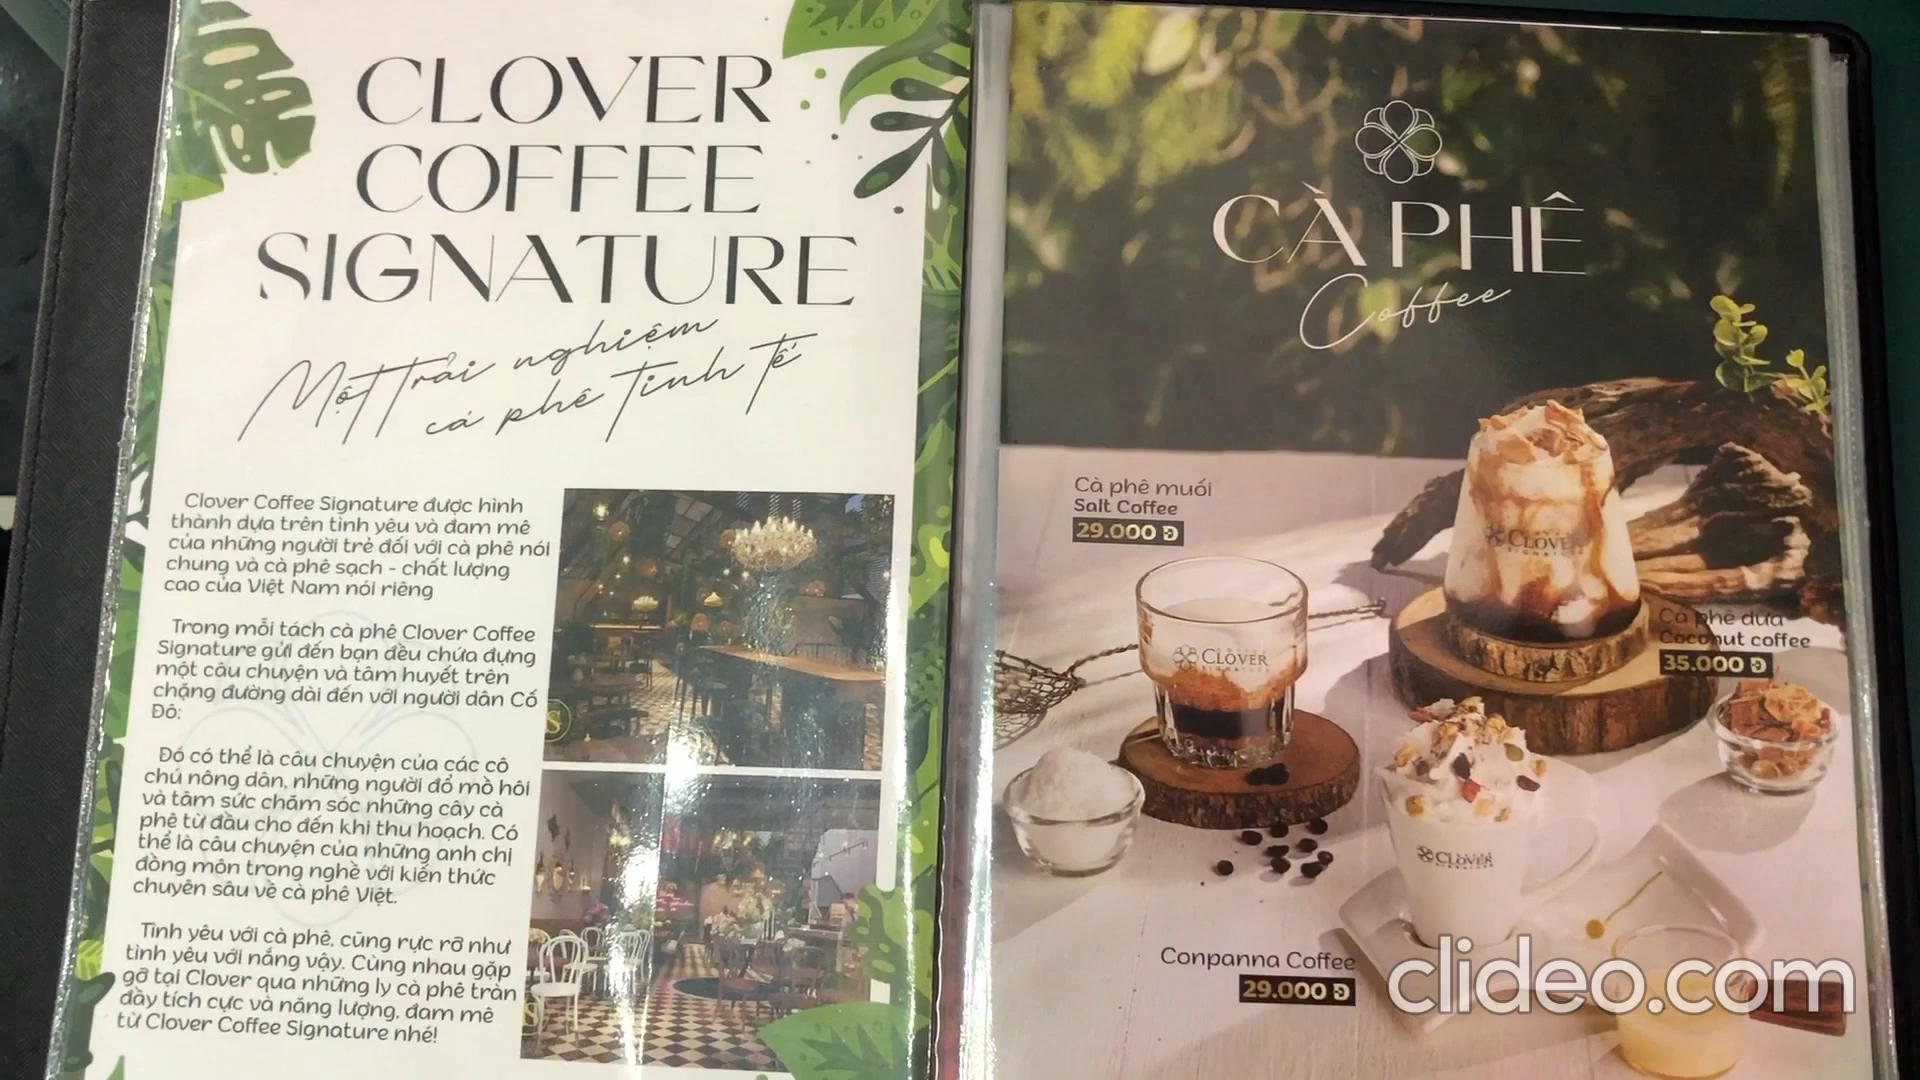 CLOVER
COFFEE
SIGNATURE
Một trải nghiệm
cà phê tinh tế
Clover Coffee Signature được hình
thành dựa trên tình yêu và đam mê
của những người trẻ đối với cà phê nói
chung và cà phê sạch - chất lượng
cao của Việt Nam nói riêng
Trong mỗi tách cà phê Clover Coffee
Signature gửi đến bạn đều chứa đựng
một câu chuyện và tâm huyết trên
chặng đường dài đến với người dân Cố
Đô:
Đó có thể là câu chuyện của các cô
chú nông dân, những người đổ mồ hôi
và tâm sức chăm sóc những cây cà
phê từ đầu cho đến khi thu hoạch. Có
thể là câu chuyện của những anh chị
đồng môn trong nghề với kiến thức
chuyên sâu về cà phê Việt.
Tình yêu với cà phê, cũng rực rỡ như
tình yêu với nắng vậy. Cùng nhau gặp
gỡ tại Clover qua những ly cà phê tràn
đầy tích cực và năng lượng, đam mê
từ Clover Coffee Signature nhé!
CÀ PHÊ
Coffee
Cà phê muối
Salt Coffee
29.000 Đ
CLOVER
SIGNATURE
Cà phê dừa
Coconut coffee
35.000 Đ
COFFEE
CLOVER
SIGNATURE
CLOVER
SIGNATURE
Conpanna Coffee
29.000 Đ
clideo.com